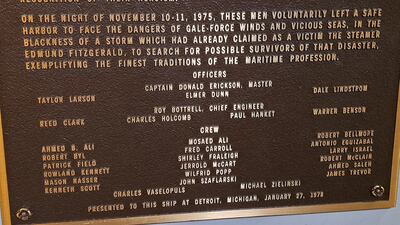 ON THE NIGHT OF NOVEMBER 10-11, 1975, THESE MEN VOLUNTARILY LEFT A SAFE
HARBOR TO FACE THE DANGERS OF GALE-FORCE WINDS AND VICIOUS SEAS, IN THE
BLACKNESS OF A STORM WHICH HAD ALREADY CLAIMED AS A VICTIM THE STEAMER
EDMUND FITZGERALD, TO SEARCH FOR POSSIBLE SURVIVORS OF THAT DISASTER,
EXEMPLIFYING THE FINEST TRADITIONS OF THE MARITIME PROFESSION.
OFFICERS
CAPTAIN DONALD ERICKSON, MASTER
TAYLOR LARSON ELMER DUNN DALE LINDSTROM
ROY BOTTRELL, CHIEF ENGINEER
REED CLARK CHARLES HOLCOMB PAUL HANKET WARREN BENSON
CREW
MOSAED ALI ROBERT BELLMORE
AHMED B. ALI FRED CARROLL ANTONIO EGUIZABAL
ROBERT BYL SHIRLEY FRALEIGH LARRY ISRAEL
PATRICK FIELD JERROLD McCART ROBERT McCLAIN
ROWLAND KENNETT WILFRID POPP AHMED SALEH
MASON NASSER JOHN SZAFLARSKI JAMES TREVOR
KENNETH SCOTT CHARLES VASELOPULS MICHAEL ZIELINSKI
PRESENTED TO THIS SHIP AT DETROIT, MICHIGAN, JANUARY 27, 1978